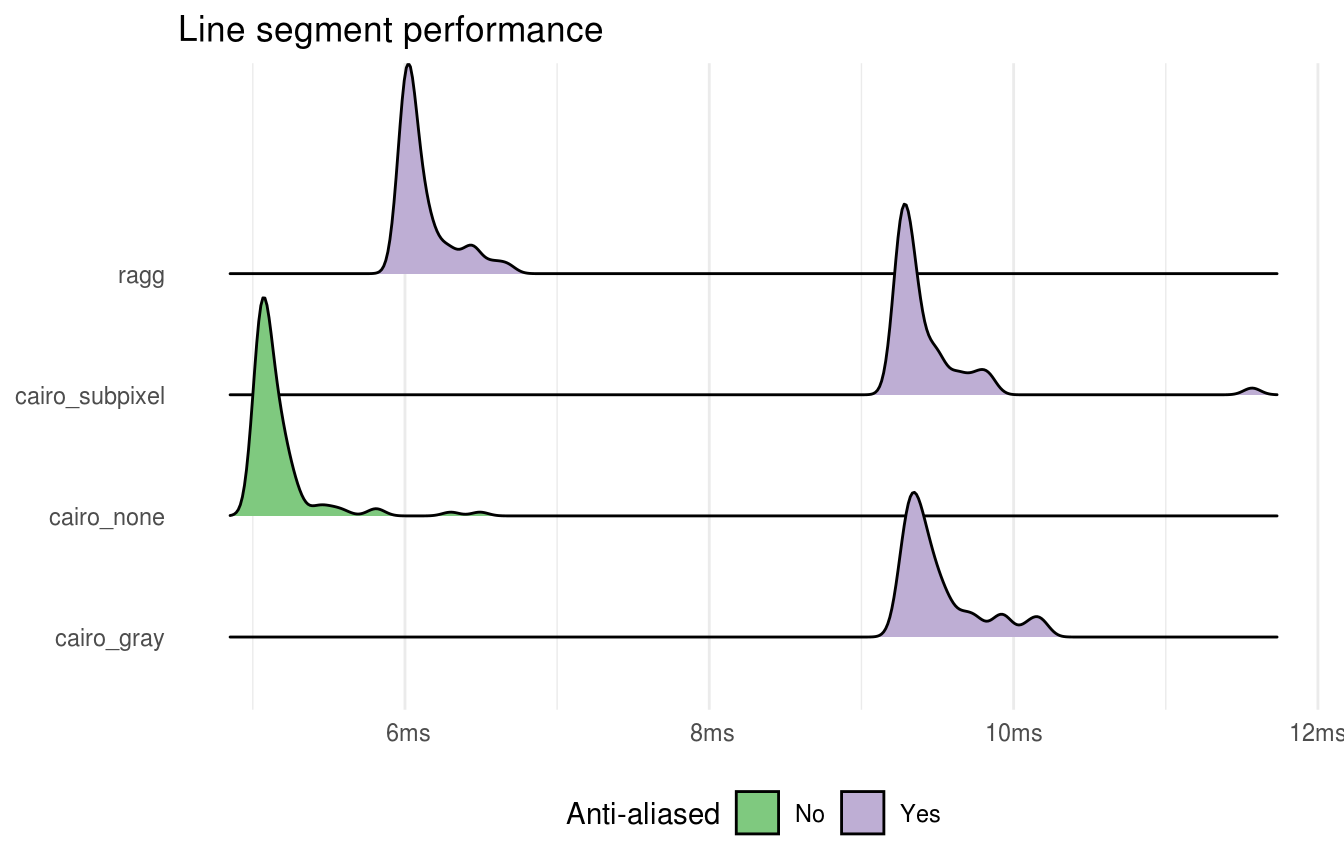 Line segment performance
ragg
cairo_subpixel
cairo_none
cairo_gray
6ms 8ms 10ms 12ms
Anti-aliased No Yes